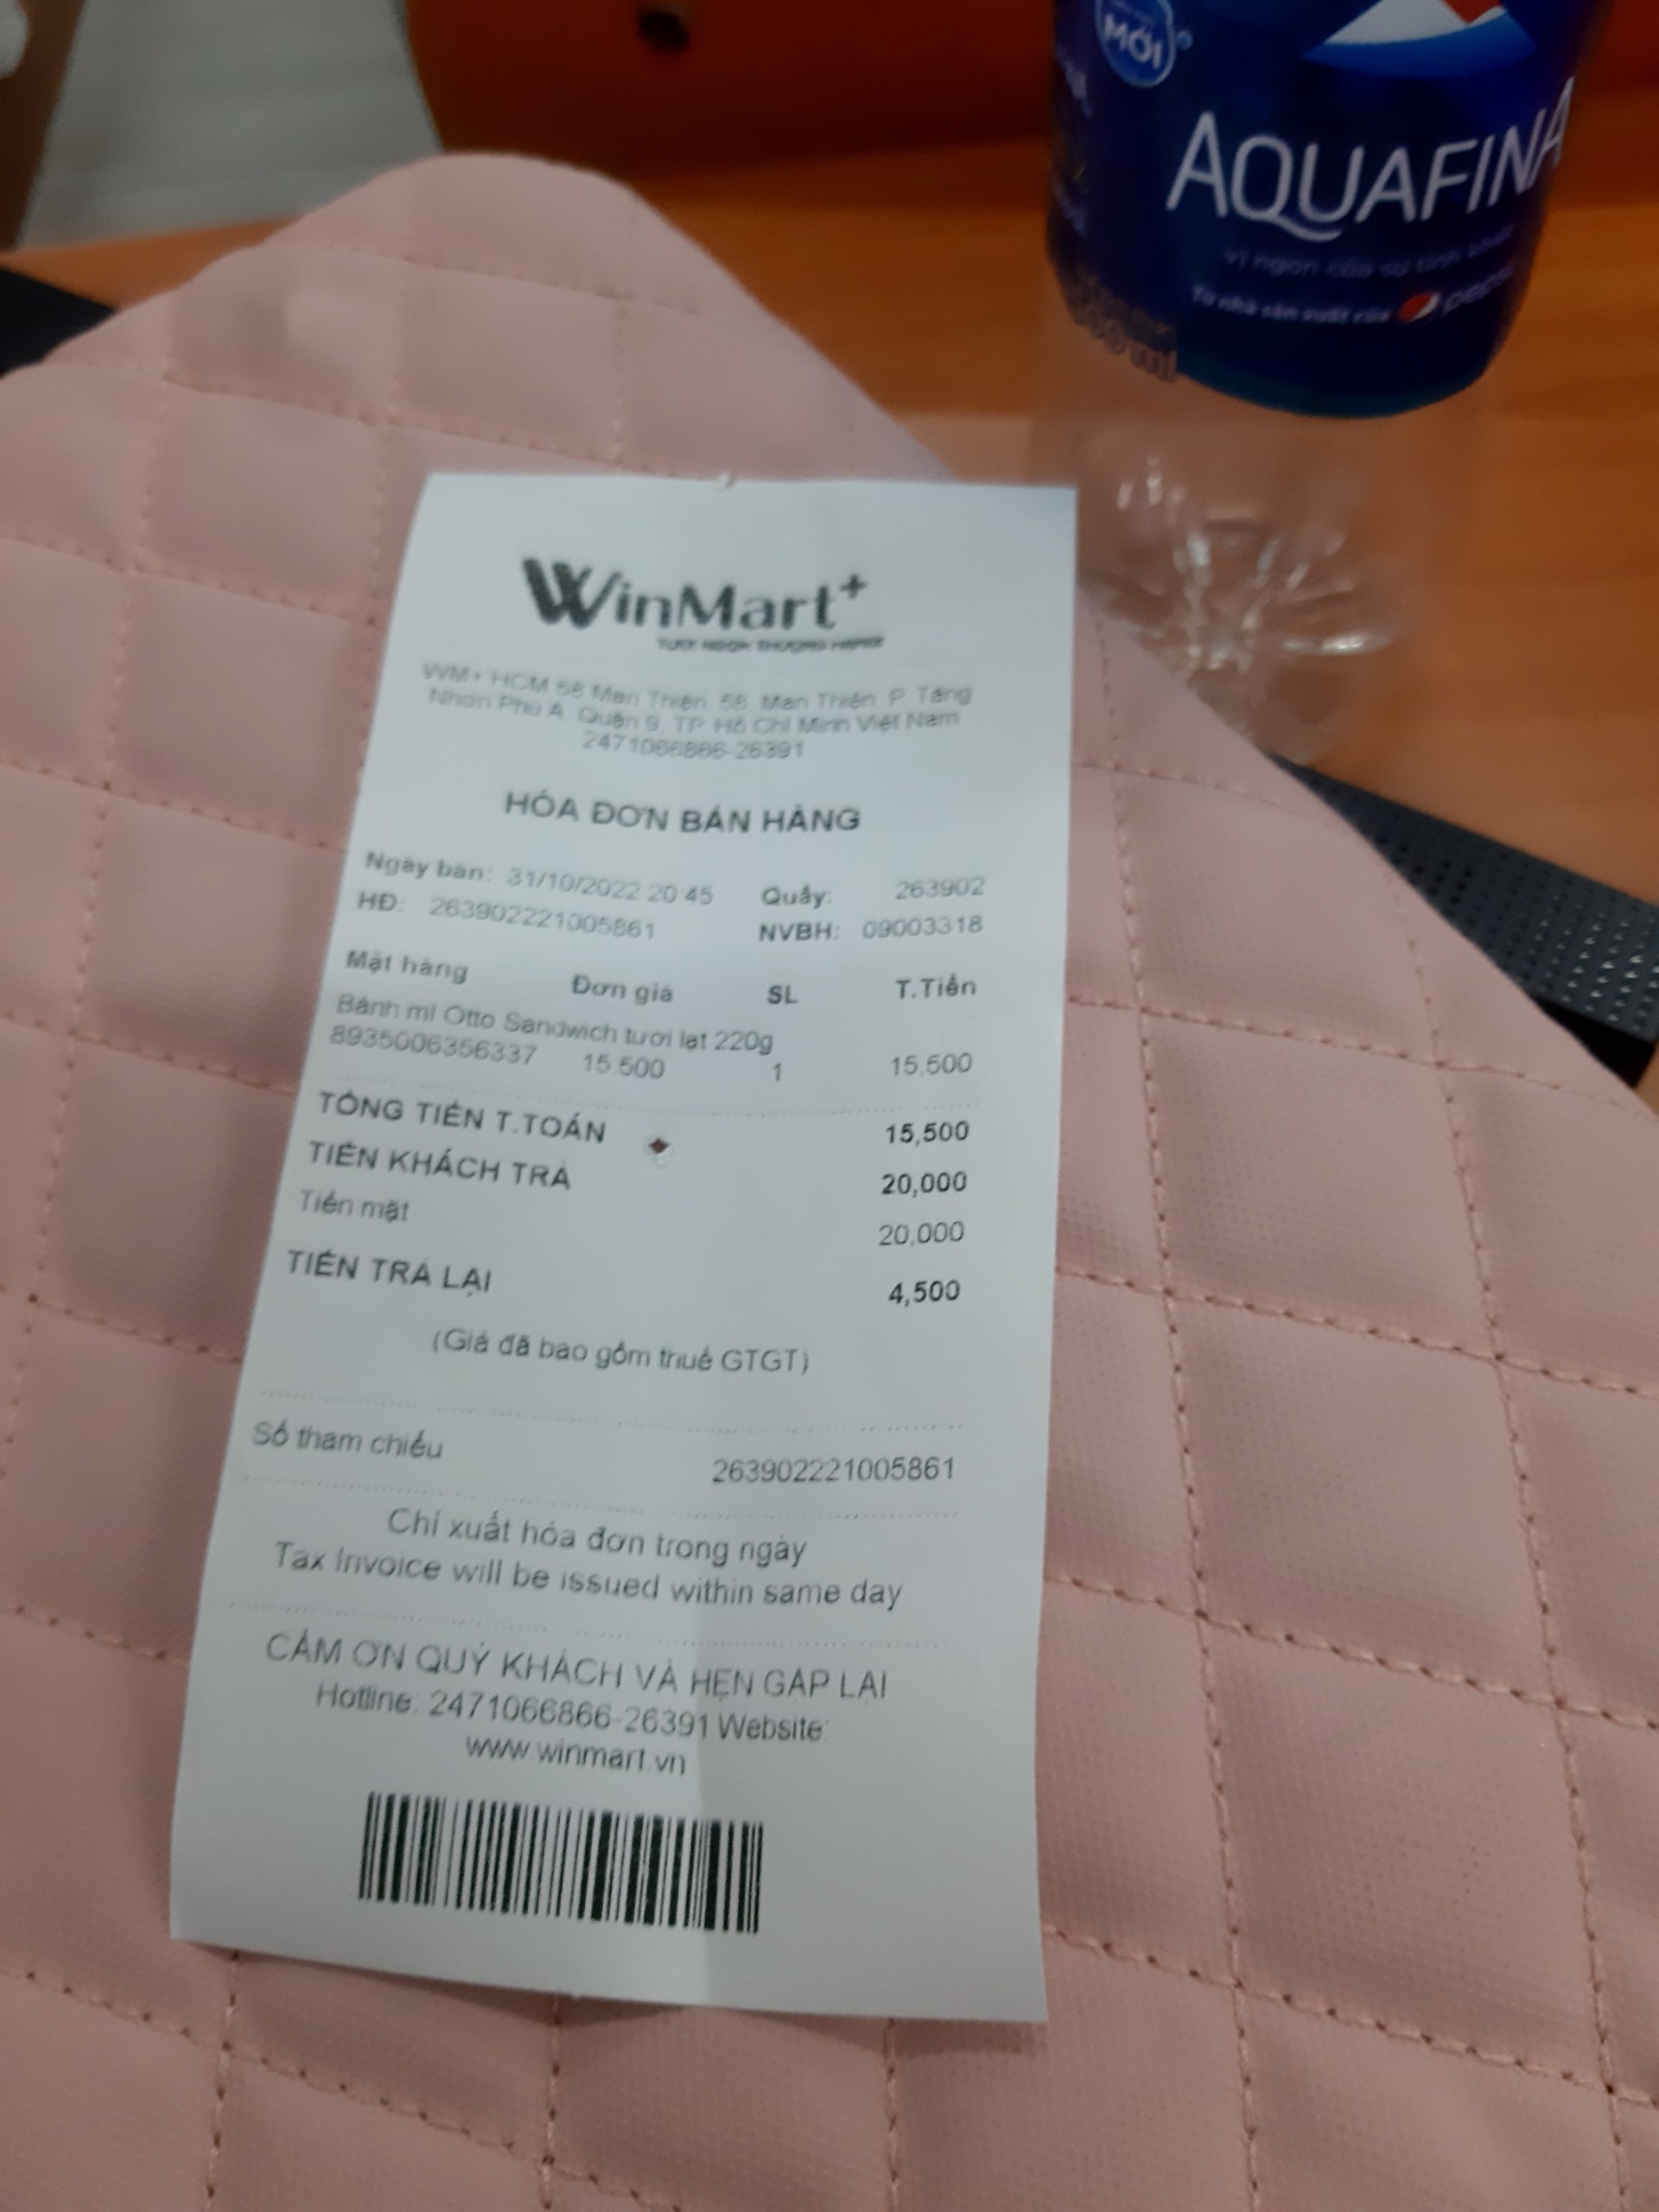 MỚI
AQUAFINA
vị ngon của sự tinh khiết
Từ nhà sản xuất của pepsi
ml
WinMart+
TƯƠI NGON THƯỢNG HẠNG
WM+ HCM 58 Man Thiện, 58, Man Thiện, P. Tăng
Nhơn Phú A, Quận 9, TP. Hồ Chí Minh Việt Nam
2471066866-26391
HÓA ĐƠN BÁN HÀNG
Ngày bán: 31/10/2022 20:45 Quầy: 263902
HĐ: 263902221005861 NVBH: 09003318
Mặt hàng Đơn giá SL T.Tiền
Bánh mì Otto Sandwich tươi lạt 220g
8935006356337 15,500 1 15,500
TỔNG TIỀN T.TOÁN 15,500
TIỀN KHÁCH TRẢ 20,000
Tiền mặt 20,000
TIỀN TRẢ LẠI 4,500
(Giá đã bao gồm thuế GTGT)
Số tham chiếu 263902221005861
Chỉ xuất hóa đơn trong ngày
Tax Invoice will be issued within same day
CẢM ƠN QUÝ KHÁCH VÀ HẸN GẶP LẠI
Hotline: 2471066866-26391 Website:
www.winmart.vn